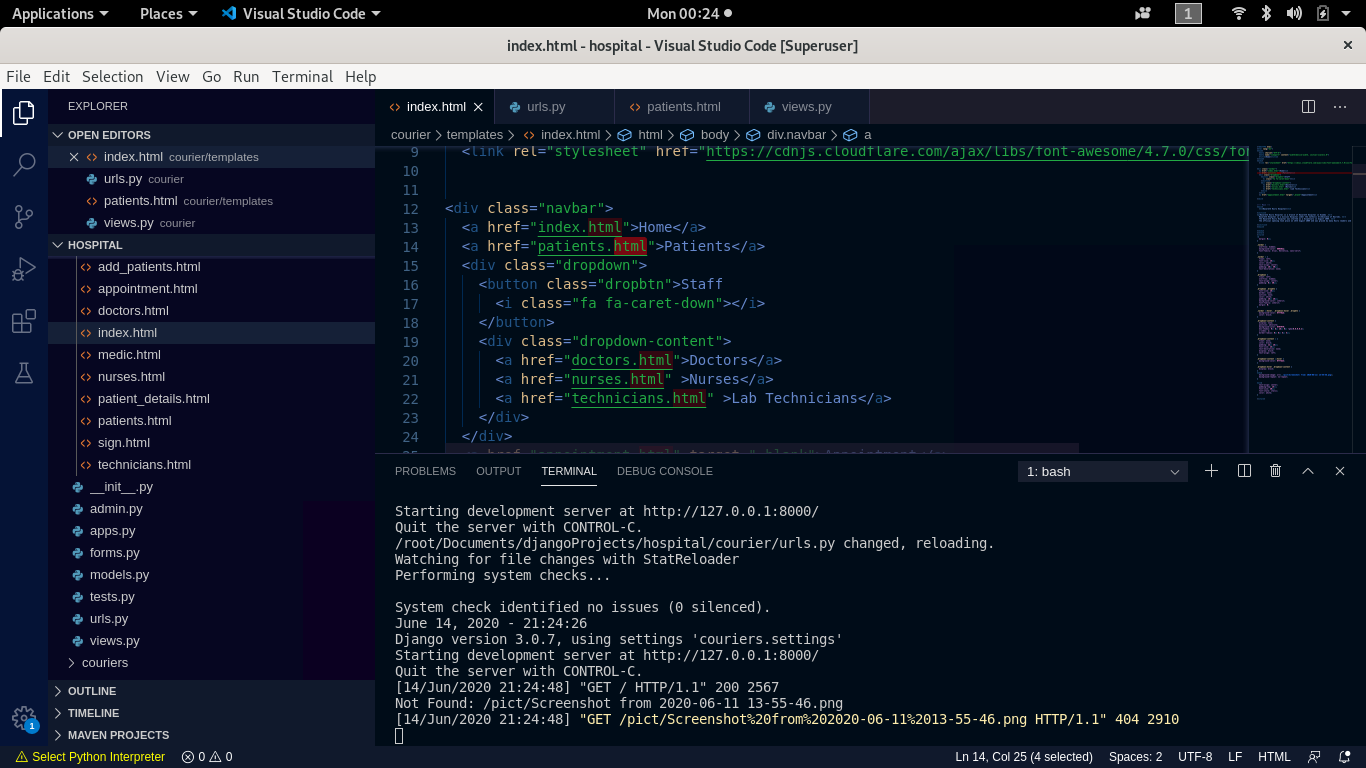 Applications Places Visual Studio Code Mon 00:24 1
index.html - hospital - Visual Studio Code [Superuser]
File Edit Selection View Go Run Terminal Help
EXPLORER
OPEN EDITORS
index.html courier/templates
urls.py courier
patients.html courier/templates
views.py courier
HOSPITAL
add_patients.html
appointment.html
doctors.html
index.html
medic.html
nurses.html
patient_details.html
patients.html
sign.html
technicians.html
__init__.py
admin.py
apps.py
forms.py
models.py
tests.py
urls.py
views.py
couriers
OUTLINE
TIMELINE
MAVEN PROJECTS
1
index.html urls.py patients.html views.py
courier > templates > index.html > html > body > div.navbar > a
9 <link rel="stylesheet" href="https://cdnjs.cloudflare.com/ajax/libs/font-awesome/4.7.0/css/fon
10
11
12 <div class="navbar">
13 <a href="index.html">Home</a>
14 <a href="patients.html">Patients</a>
15 <div class="dropdown">
16 <button class="dropbtn">Staff
17 <i class="fa fa-caret-down"></i>
18 </button>
19 <div class="dropdown-content">
20 <a href="doctors.html">Doctors</a>
21 <a href="nurses.html" >Nurses</a>
22 <a href="technicians.html" >Lab Technicians</a>
23 </div>
24 </div>
PROBLEMS OUTPUT TERMINAL DEBUG CONSOLE 1: bash
Starting development server at http://127.0.0.1:8000/
Quit the server with CONTROL-C.
/root/Documents/djangoProjects/hospital/courier/urls.py changed, reloading.
Watching for file changes with StatReloader
Performing system checks...
System check identified no issues (0 silenced).
June 14, 2020 - 21:24:26
Django version 3.0.7, using settings 'couriers.settings'
Starting development server at http://127.0.0.1:8000/
Quit the server with CONTROL-C.
[14/Jun/2020 21:24:48] "GET / HTTP/1.1" 200 2567
Not Found: /pict/Screenshot from 2020-06-11 13-55-46.png
[14/Jun/2020 21:24:48] "GET /pict/Screenshot%20from%202020-06-11%2013-55-46.png HTTP/1.1" 404 2910
Select Python Interpreter 0 0 Ln 14, Col 25 (4 selected) Spaces: 2 UTF-8 LF HTML